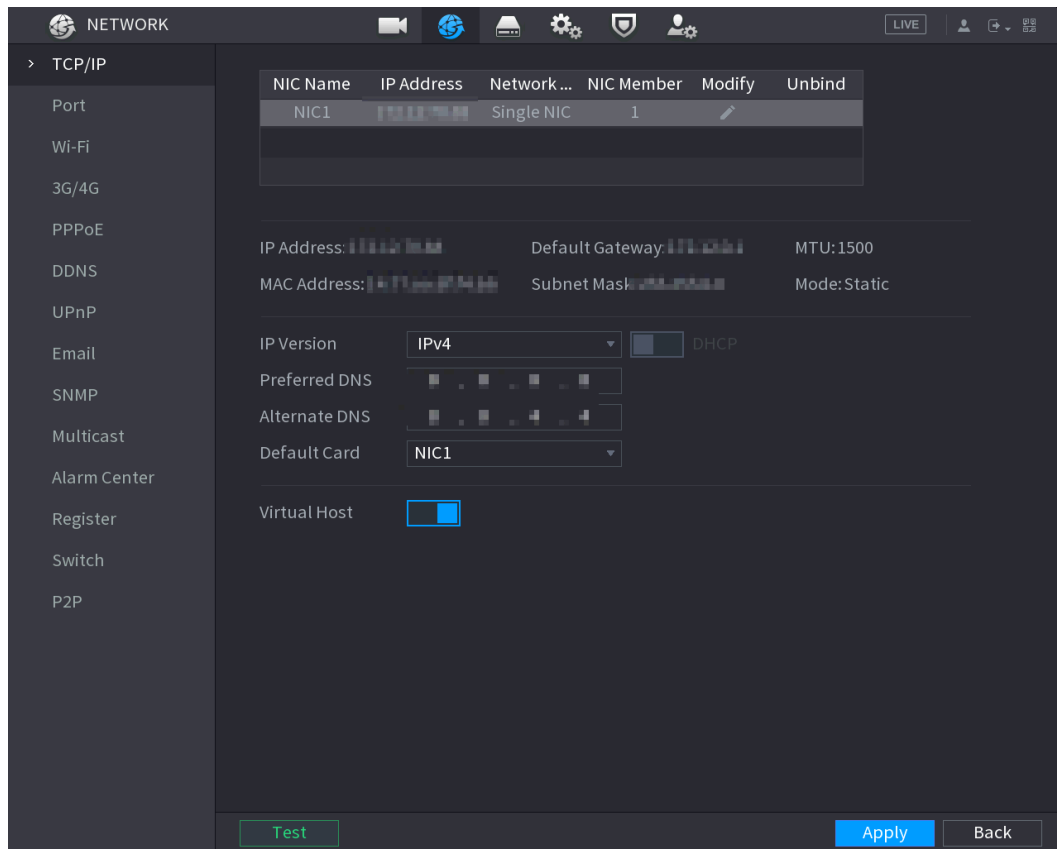 NETWORK
LIVE
TCP/IP
Port
Wi-Fi
3G/4G
PPPoE
DDNS
UPnP
Email
SNMP
Multicast
Alarm Center
Register
Switch
P2P
NIC Name IP Address Network ... NIC Member Modify Unbind
NIC1 Single NIC 1
IP Address: Default Gateway: MTU:1500
MAC Address: Subnet Mask Mode:Static
IP Version IPv4 DHCP
Preferred DNS
Alternate DNS
Default Card NIC1
Virtual Host
Test Apply Back